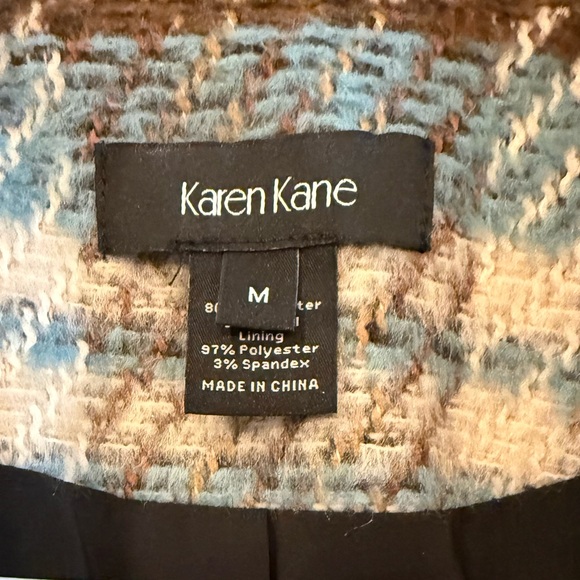 Karen Kane
M
Lining
97% Polyester
3% Spandex
MADE IN CHINA